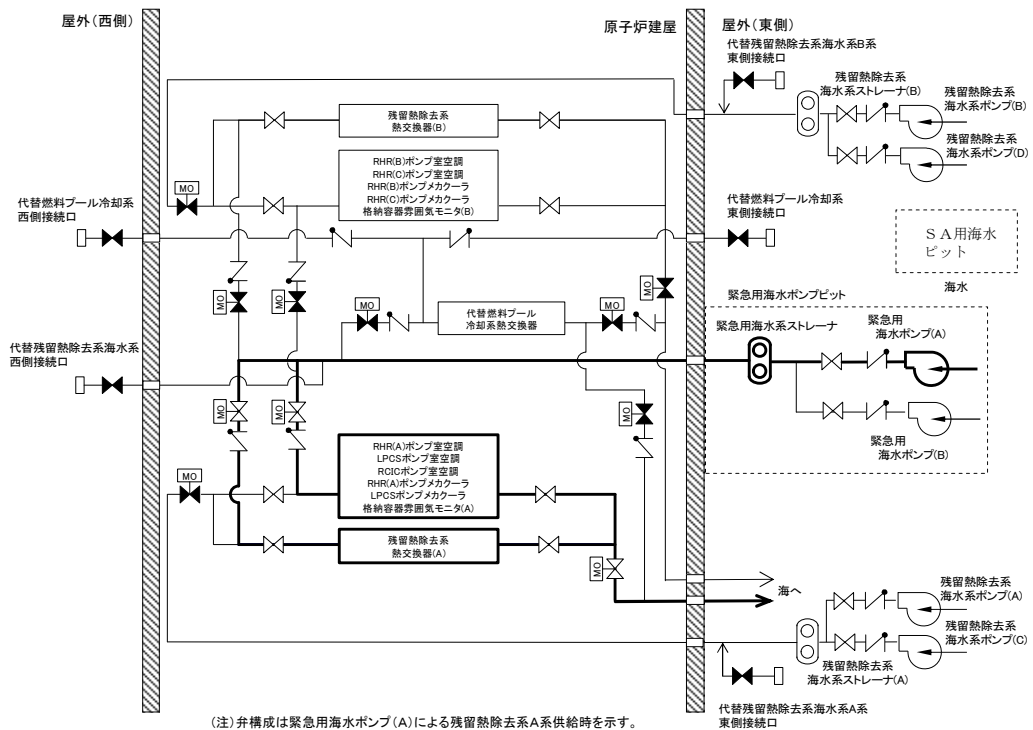 屋外(西側)
原子炉建屋
屋外(東側)
代替残留熱除去系海水系B系
東側接続口
残留熱除去系
海水系ストレーナ(B)
残留熱除去系
海水系ポンプ(B)
残留熱除去系
海水系ポンプ(D)
残留熱除去系
熱交換器(B)
RHR(B)ポンプ室空調
RHR(C)ポンプ室空調
RHR(B)ポンプメカクーラ
RHR(C)ポンプメカクーラ
格納容器雰囲気モニタ(B)
MO
代替燃料プール冷却系
西側接続口
代替燃料プール冷却系
東側接続口
SA用海水
ピット
海水
MO
MO
MO
MO
MO
代替燃料プール
冷却系熱交換器
緊急用海水ポンプピット
緊急用海水系ストレーナ
緊急用
海水ポンプ(A)
緊急用
海水ポンプ(B)
代替残留熱除去系海水系
西側接続口
MO
MO
MO
RHR(A)ポンプ室空調
LPCSポンプ室空調
RCICポンプ室空調
RHR(A)ポンプメカクーラ
LPCSポンプメカクーラ
格納容器雰囲気モニタ(A)
MO
残留熱除去系
熱交換器(A)
MO
海へ
残留熱除去系
海水系ポンプ(A)
残留熱除去系
海水系ポンプ(C)
残留熱除去系
海水系ストレーナ(A)
代替残留熱除去系海水系A系
東側接続口
(注)弁構成は緊急用海水ポンプ(A)による残留熱除去系A系供給時を示す。